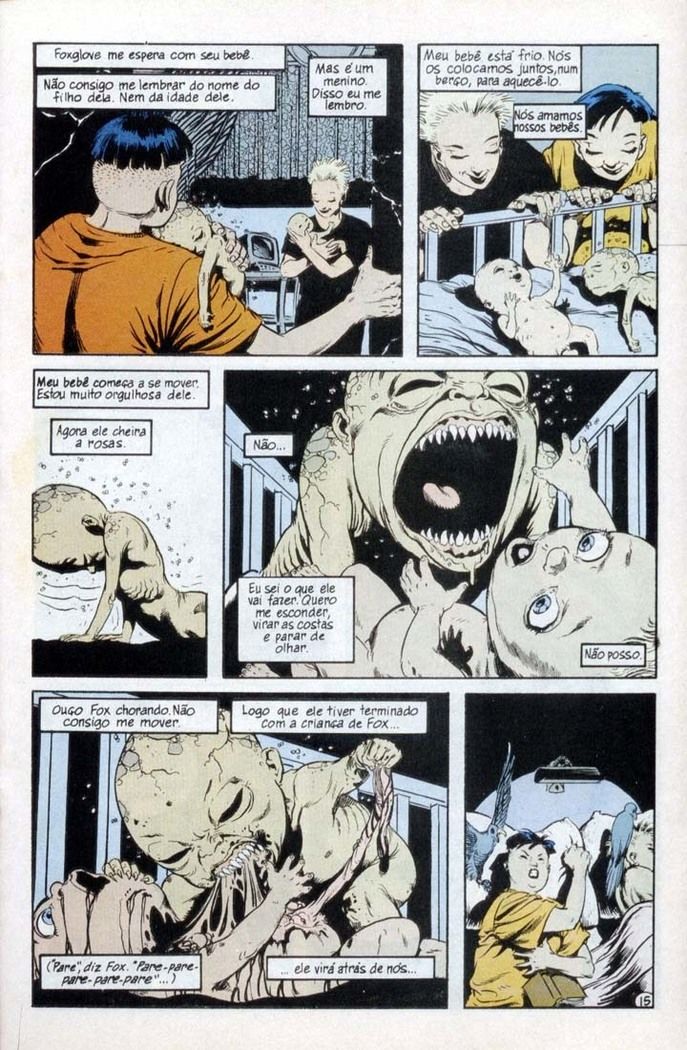 Foxglove me espera com seu bebê.
Não consigo me lembrar do nome do
filho dela. Nem da idade dele.
Mas é um
menino.
Disso eu me
lembro.
Meu bebê está frio. Nós
os colocamos juntos, num
berço, para aquecê-lo.
Nós amamos
nossos bebês.
Meu bebê começa a se mover.
Estou muito orgulhosa dele.
Agora ele cheira
a rosas.
Não...
Eu sei o que ele
vai fazer. Quero
me esconder,
virar as costas
e parar de
olhar.
Não posso.
Ouço Fox chorando. Não
consigo me mover.
Logo que ele tiver terminado
com a criança de Fox...
("Pare", diz Fox. "Pare-pare-
pare-pare-pare"...)
... ele virá atrás de nós...
15